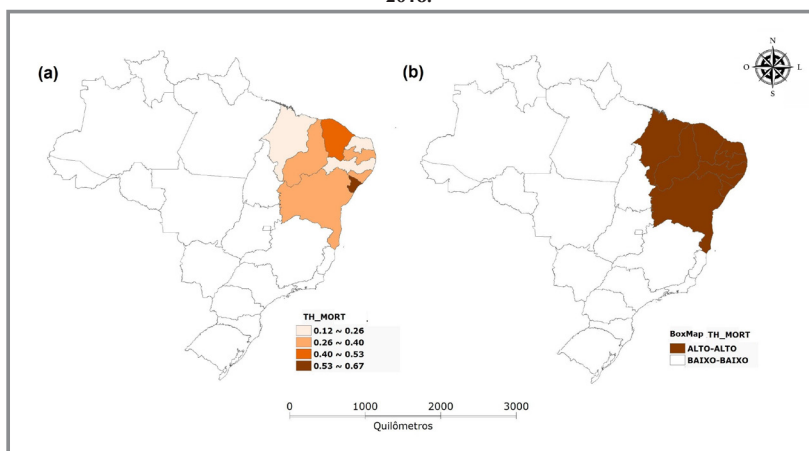 2018.
(a)
(b)
N
O L
S
TH_MORT
0.12 ~ 0.26
0.26 ~ 0.40
0.40 ~ 0.53
0.53 ~ 0.67
BoxMap TH_MORT
ALTO-ALTO
BAIXO-BAIXO
0 1000 2000 3000
Quilômetros